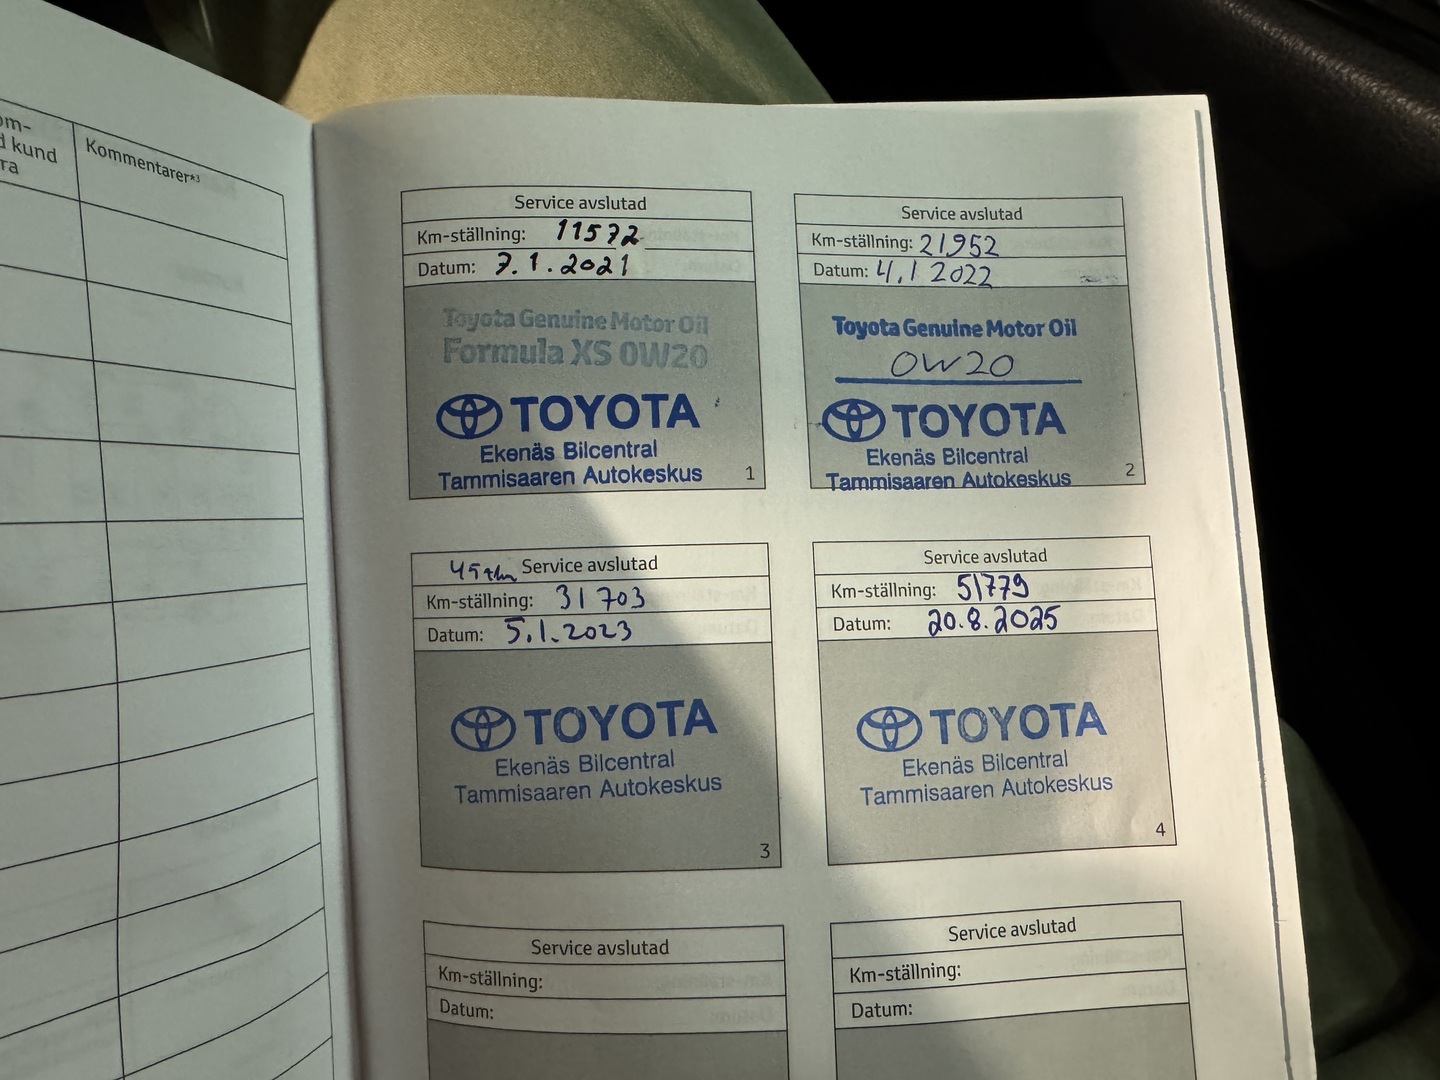 om-
d kund
ra
Kommentarer*3
Service avslutad
Km-ställning: 11572
Datum: 7.1.2021
Toyota Genuine Motor Oil
Formula XS 0W20
TOYOTA
Ekenäs Bilcentral
Tammisaaren Autokeskus
1
Service avslutad
Km-ställning: 21952
Datum: 4.1 2022
Toyota Genuine Motor Oil
0W20
TOYOTA
Ekenäs Bilcentral
Tammisaaren Autokeskus
2
45tkm Service avslutad
Km-ställning: 31703
Datum: 5.1.2023
TOYOTA
Ekenäs Bilcentral
Tammisaaren Autokeskus
3
Service avslutad
Km-ställning: 51779
Datum: 20.8.2025
TOYOTA
Ekenäs Bilcentral
Tammisaaren Autokeskus
4
Service avslutad
Km-ställning:
Datum:
Service avslutad
Km-ställning:
Datum: